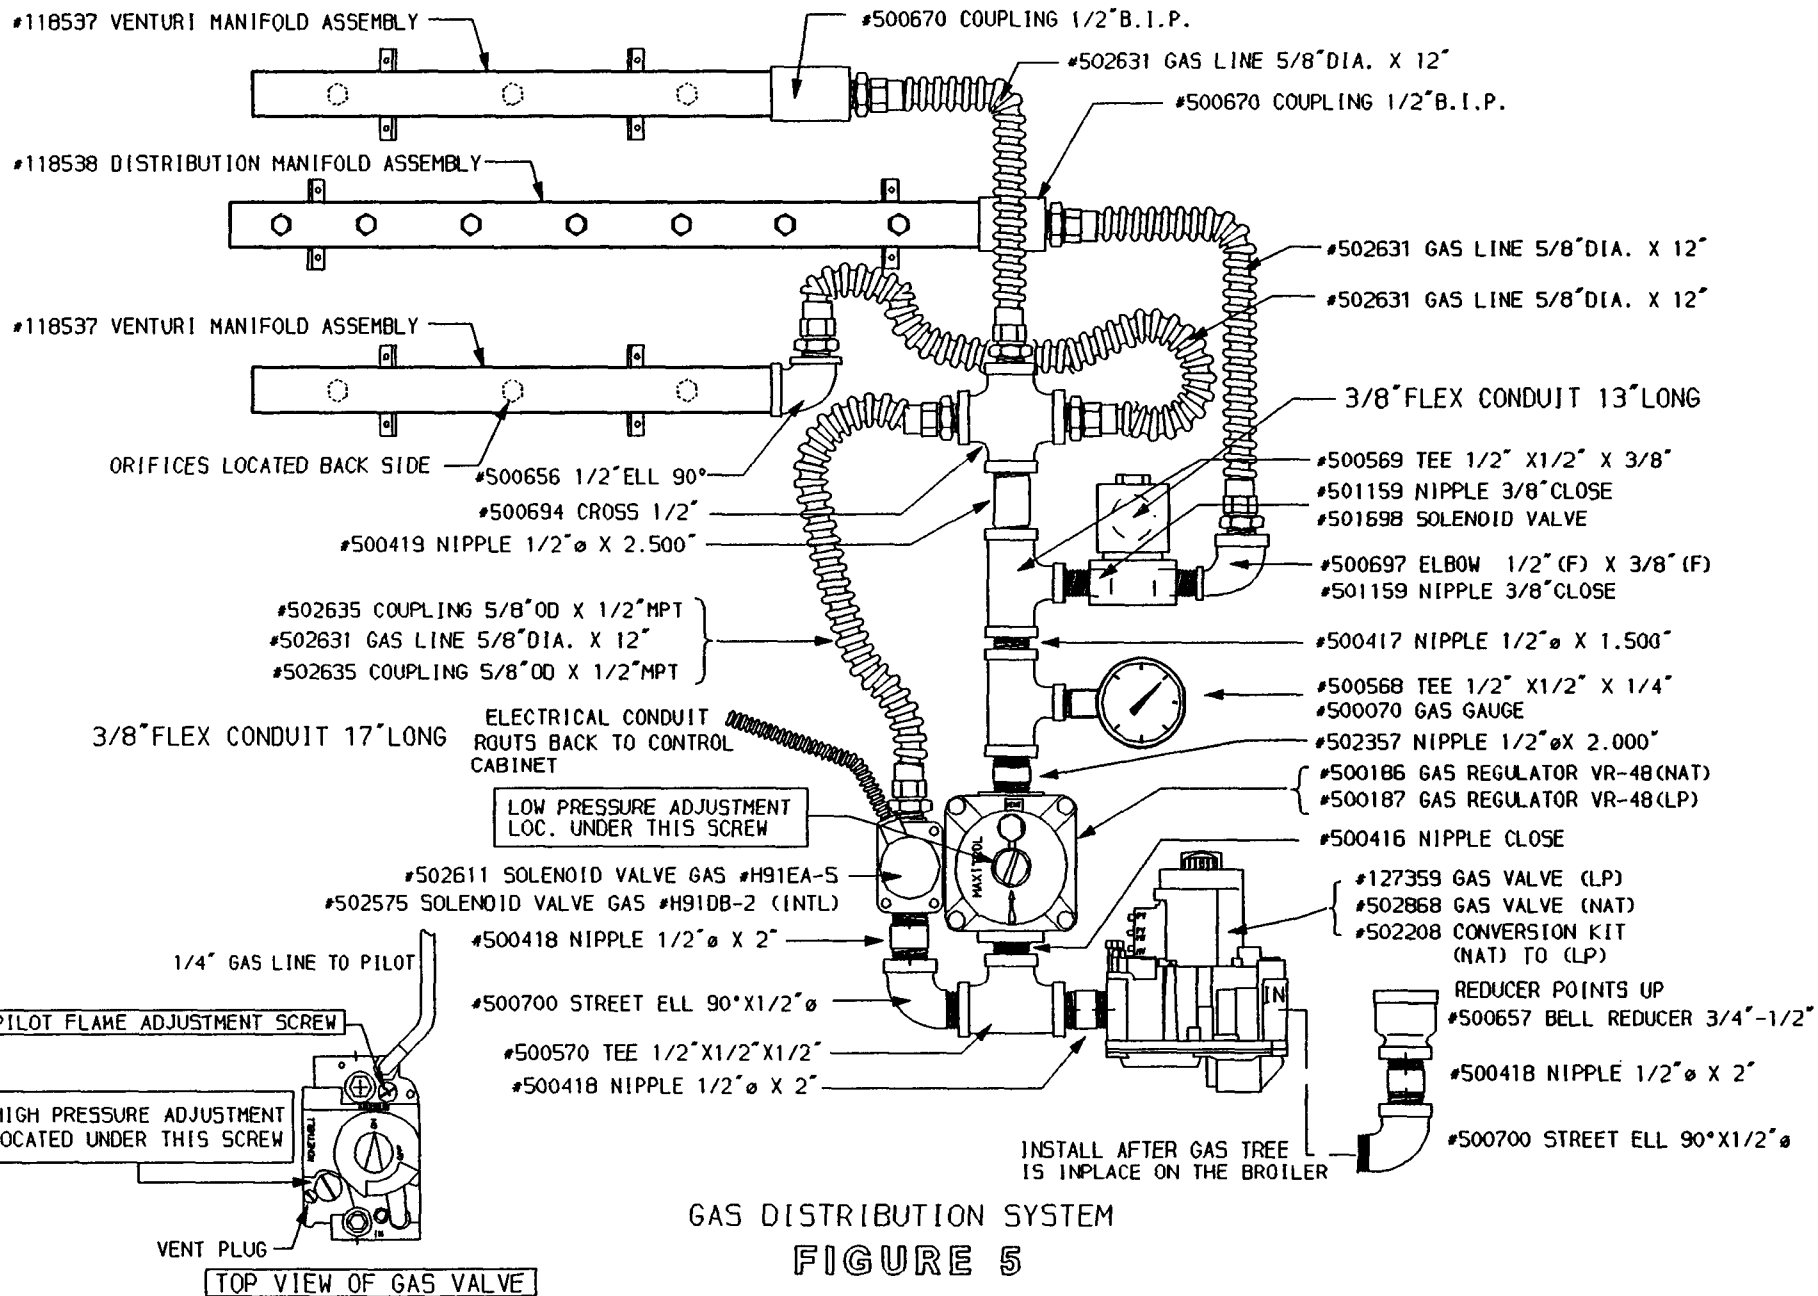 #118537 VENTURI MANIFOLD ASSEMBLY
#500670 COUPLING 1/2"B.I.P.
#502631 GAS LINE 5/8"DIA. X 12"
#500670 COUPLING 1/2"B.I.P.
#118538 DISTRIBUTION MANIFOLD ASSEMBLY
#502631 GAS LINE 5/8"DIA. X 12"
#502631 GAS LINE 5/8"DIA. X 12"
#118537 VENTURI MANIFOLD ASSEMBLY
3/8"FLEX CONDUIT 13"LONG
ORIFICES LOCATED BACK SIDE
#500656 1/2"ELL 90°
#500694 CROSS 1/2"
#500419 NIPPLE 1/2"ø X 2.500"
#500569 TEE 1/2" X1/2" X 3/8"
#501159 NIPPLE 3/8"CLOSE
#501698 SOLENOID VALVE
#500697 ELBOW 1/2"(F) X 3/8"(F)
#501159 NIPPLE 3/8"CLOSE
#502635 COUPLING 5/8"OD X 1/2"MPT
#502631 GAS LINE 5/8"DIA. X 12"
#502635 COUPLING 5/8"OD X 1/2"MPT
#500417 NIPPLE 1/2"ø X 1.500"
#500568 TEE 1/2" X1/2" X 1/4"
#500070 GAS GAUGE
3/8"FLEX CONDUIT 17"LONG
ELECTRICAL CONDUIT
ROUTS BACK TO CONTROL
CABINET
#502357 NIPPLE 1/2"øX 2.000"
#500186 GAS REGULATOR VR-48(NAT)
#500187 GAS REGULATOR VR-48(LP)
LOW PRESSURE ADJUSTMENT
LOC. UNDER THIS SCREW
MAXITROL
#500416 NIPPLE CLOSE
#502611 SOLENOID VALVE GAS #H91EA-5
#502575 SOLENOID VALVE GAS #H91DB-2 (INTL)
#127359 GAS VALVE (LP)
#502868 GAS VALVE (NAT)
#502208 CONVERSION KIT
(NAT) TO (LP)
#500418 NIPPLE 1/2"ø X 2"
1/4" GAS LINE TO PILOT
IN
REDUCER POINTS UP
#500657 BELL REDUCER 3/4"-1/2"
#500700 STREET ELL 90°X1/2"ø
PILOT FLAME ADJUSTMENT SCREW
#500570 TEE 1/2"X1/2"X1/2"
#500418 NIPPLE 1/2"ø X 2"
#500418 NIPPLE 1/2"ø X 2"
HIGH PRESSURE ADJUSTMENT
LOCATED UNDER THIS SCREW
OFF
IN
#500700 STREET ELL 90°X1/2"ø
INSTALL AFTER GAS TREE
IS INPLACE ON THE BROILER
VENT PLUG
TOP VIEW OF GAS VALVE
GAS DISTRIBUTION SYSTEM
FIGURE 5